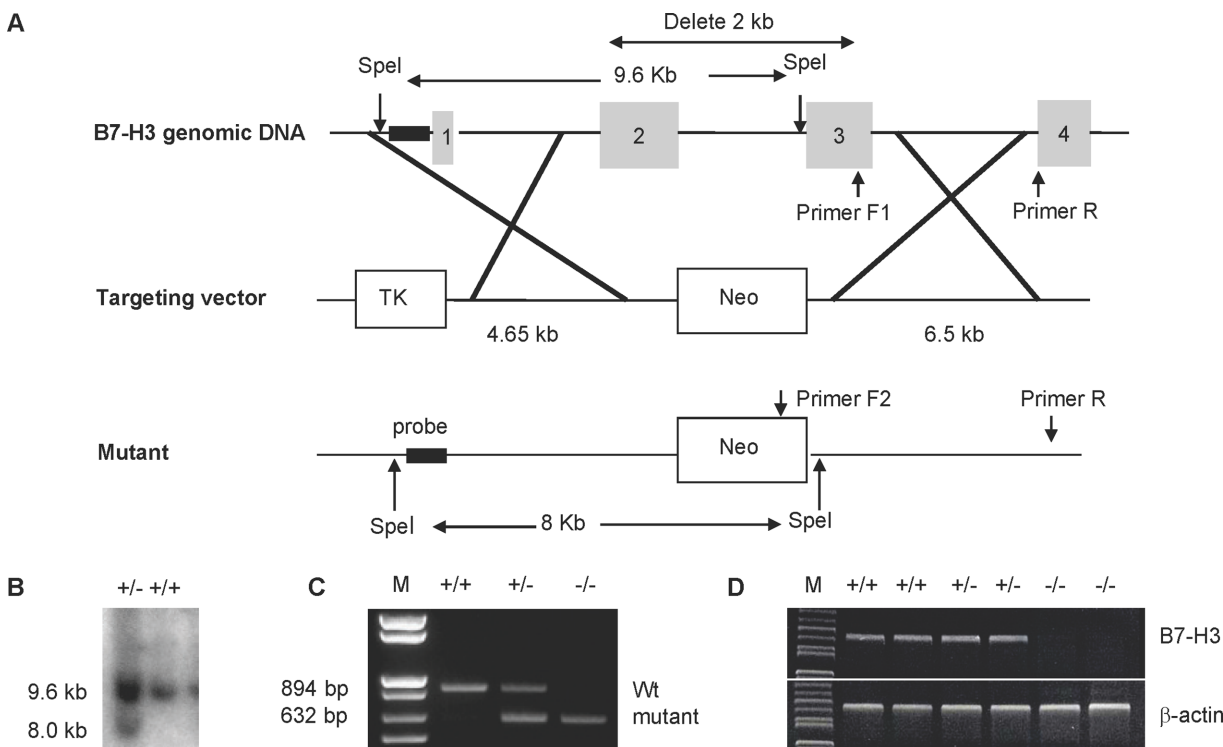 A
Delete 2 kb
SpeI
9.6 Kb
SpeI
B7-H3 genomic DNA
1
2
3
4
Primer F1
Primer R
Targeting vector
TK
Neo
4.65 kb
6.5 kb
Primer F2
Primer R
probe
Mutant
Neo
SpeI
8 Kb
SpeI
B
+/- +/+
9.6 kb
8.0 kb
C
M +/+ +/- -/-
894 bp
Wt
632 bp
mutant
D
M +/+ +/+ +/- +/- -/- -/-
B7-H3
β-actin